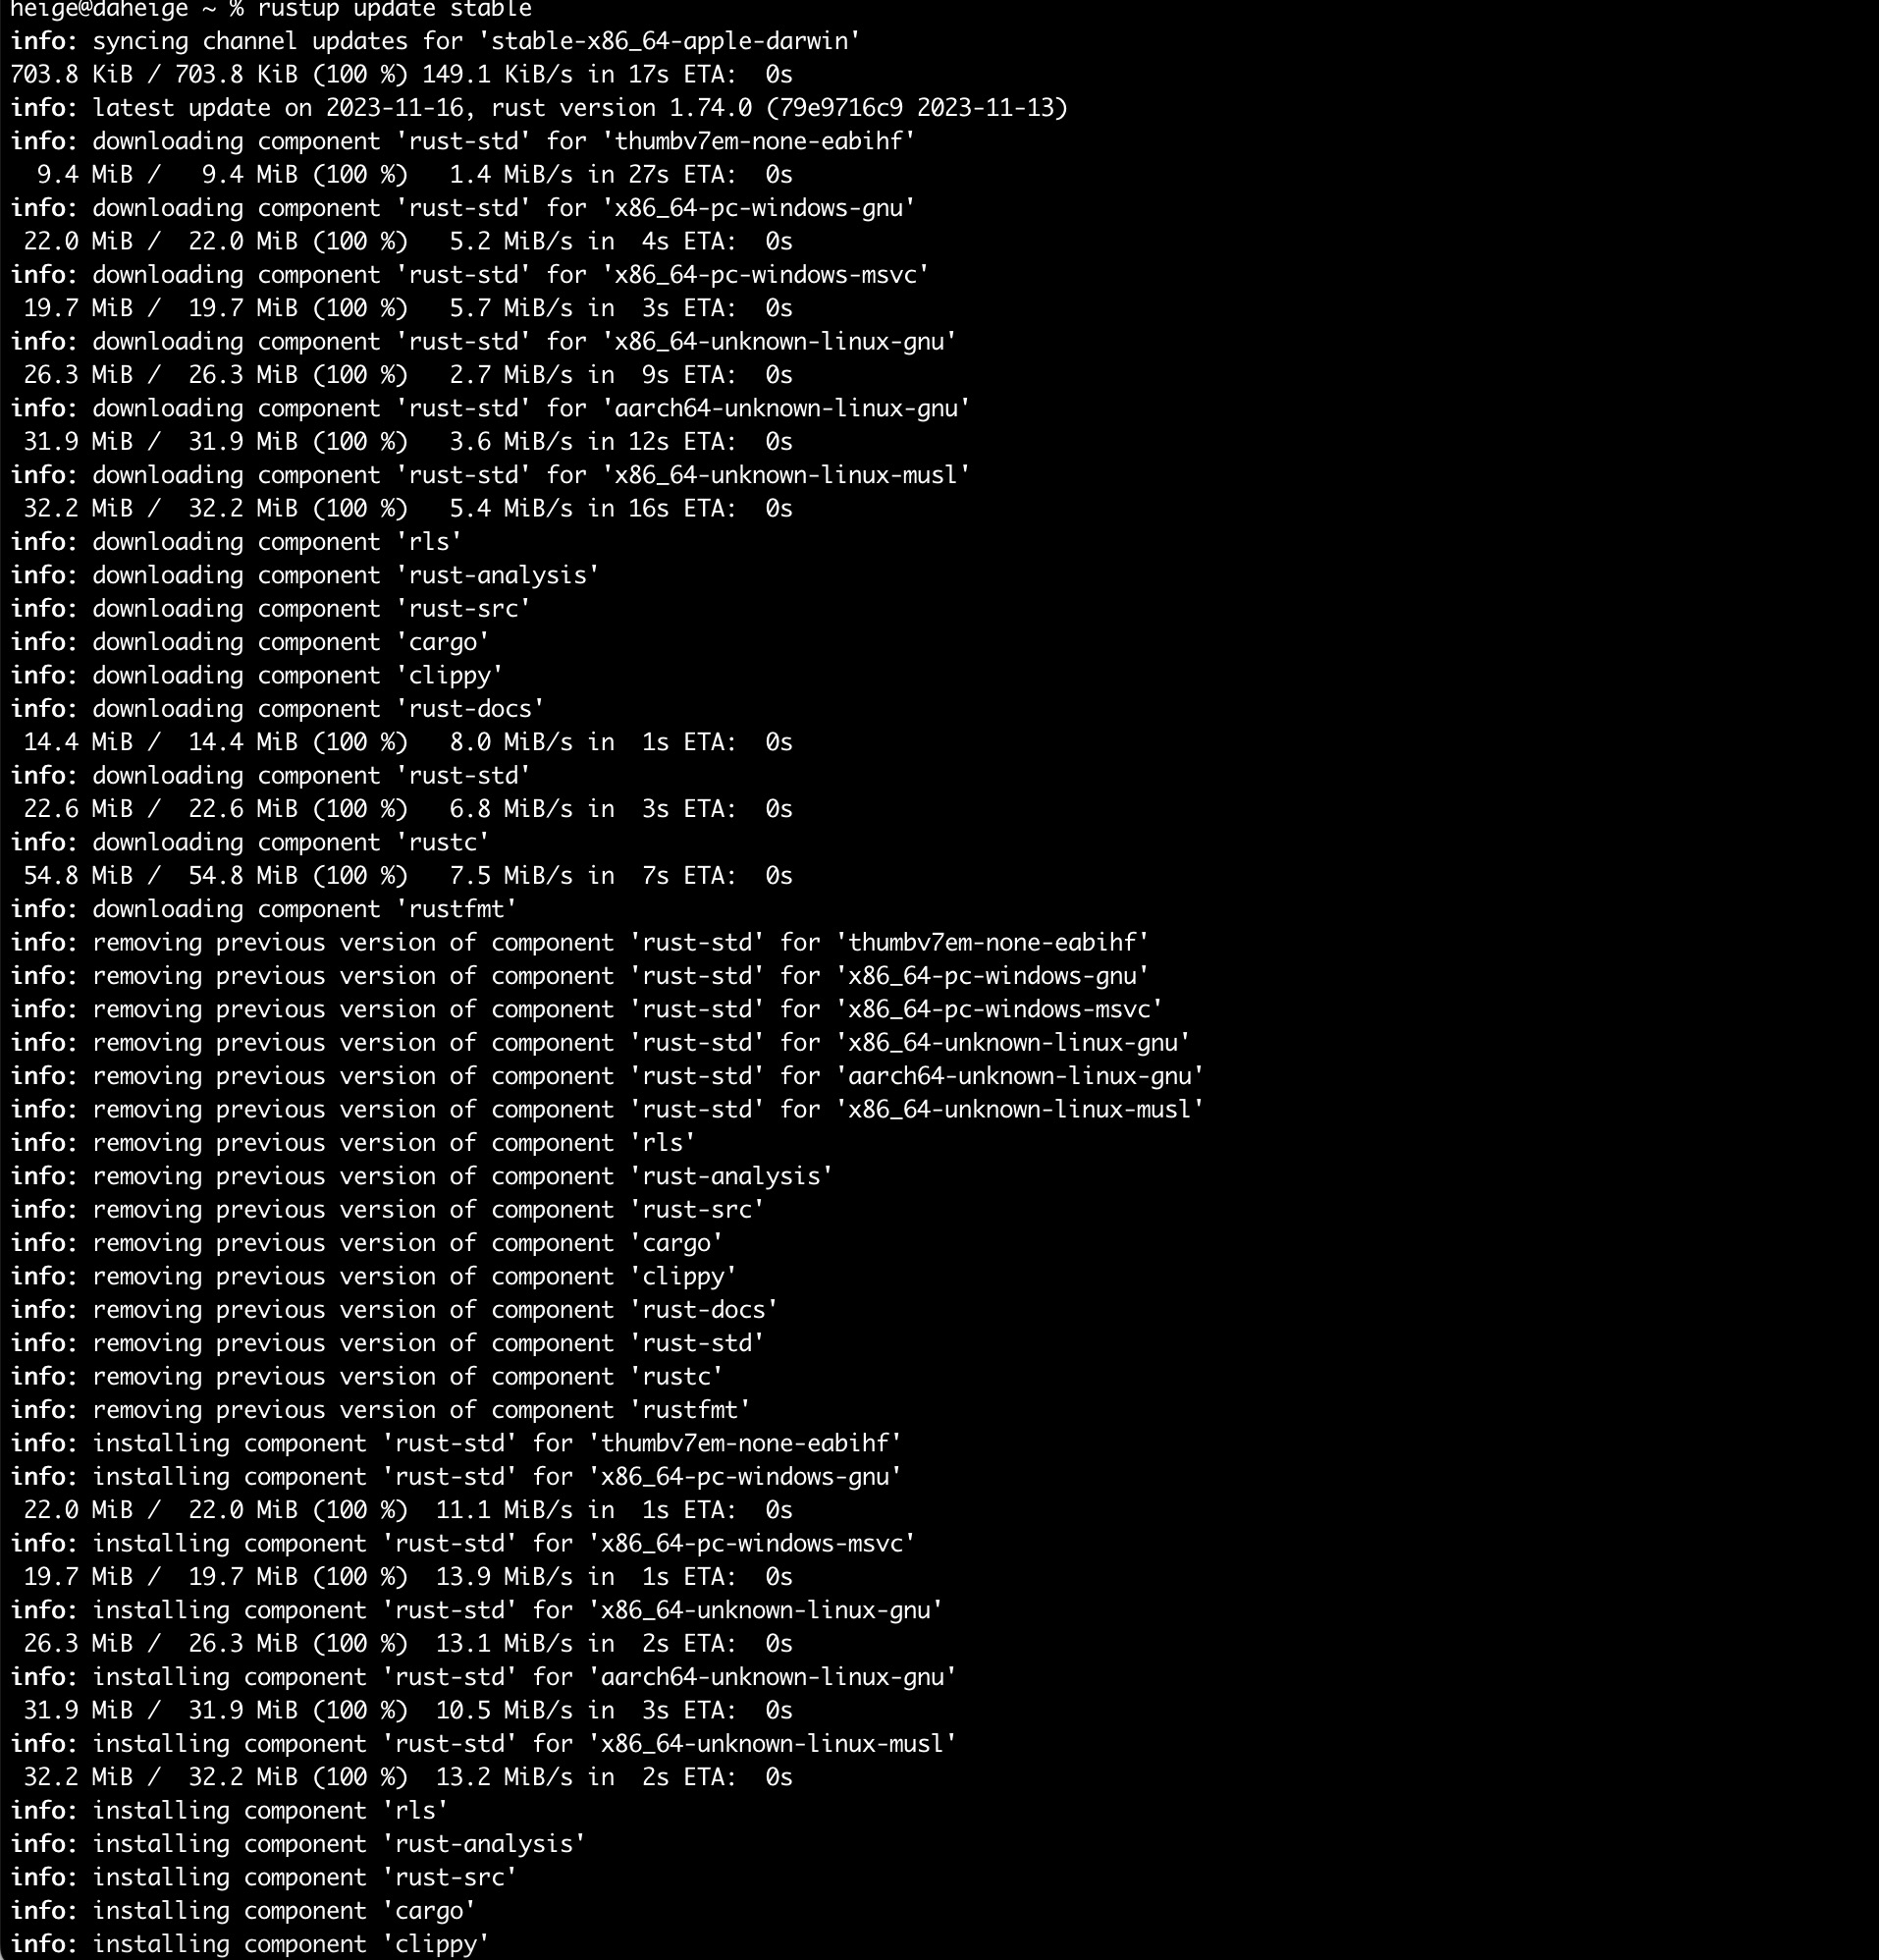 heige@daheige ~ % rustup update stable
info: syncing channel updates for 'stable-x86_64-apple-darwin'
703.8 KiB / 703.8 KiB (100 %) 149.1 KiB/s in 17s ETA:  0s
info: latest update on 2023-11-16, rust version 1.74.0 (79e9716c9 2023-11-13)
info: downloading component 'rust-std' for 'thumbv7em-none-eabihf'
  9.4 MiB /   9.4 MiB (100 %)   1.4 MiB/s in 27s ETA:  0s
info: downloading component 'rust-std' for 'x86_64-pc-windows-gnu'
 22.0 MiB /  22.0 MiB (100 %)   5.2 MiB/s in  4s ETA:  0s
info: downloading component 'rust-std' for 'x86_64-pc-windows-msvc'
 19.7 MiB /  19.7 MiB (100 %)   5.7 MiB/s in  3s ETA:  0s
info: downloading component 'rust-std' for 'x86_64-unknown-linux-gnu'
 26.3 MiB /  26.3 MiB (100 %)   2.7 MiB/s in  9s ETA:  0s
info: downloading component 'rust-std' for 'aarch64-unknown-linux-gnu'
 31.9 MiB /  31.9 MiB (100 %)   3.6 MiB/s in 12s ETA:  0s
info: downloading component 'rust-std' for 'x86_64-unknown-linux-musl'
 32.2 MiB /  32.2 MiB (100 %)   5.4 MiB/s in 16s ETA:  0s
info: downloading component 'rls'
info: downloading component 'rust-analysis'
info: downloading component 'rust-src'
info: downloading component 'cargo'
info: downloading component 'clippy'
info: downloading component 'rust-docs'
 14.4 MiB /  14.4 MiB (100 %)   8.0 MiB/s in  1s ETA:  0s
info: downloading component 'rust-std'
 22.6 MiB /  22.6 MiB (100 %)   6.8 MiB/s in  3s ETA:  0s
info: downloading component 'rustc'
 54.8 MiB /  54.8 MiB (100 %)   7.5 MiB/s in  7s ETA:  0s
info: downloading component 'rustfmt'
info: removing previous version of component 'rust-std' for 'thumbv7em-none-eabihf'
info: removing previous version of component 'rust-std' for 'x86_64-pc-windows-gnu'
info: removing previous version of component 'rust-std' for 'x86_64-pc-windows-msvc'
info: removing previous version of component 'rust-std' for 'x86_64-unknown-linux-gnu'
info: removing previous version of component 'rust-std' for 'aarch64-unknown-linux-gnu'
info: removing previous version of component 'rust-std' for 'x86_64-unknown-linux-musl'
info: removing previous version of component 'rls'
info: removing previous version of component 'rust-analysis'
info: removing previous version of component 'rust-src'
info: removing previous version of component 'cargo'
info: removing previous version of component 'clippy'
info: removing previous version of component 'rust-docs'
info: removing previous version of component 'rust-std'
info: removing previous version of component 'rustc'
info: removing previous version of component 'rustfmt'
info: installing component 'rust-std' for 'thumbv7em-none-eabihf'
info: installing component 'rust-std' for 'x86_64-pc-windows-gnu'
 22.0 MiB /  22.0 MiB (100 %)  11.1 MiB/s in  1s ETA:  0s
info: installing component 'rust-std' for 'x86_64-pc-windows-msvc'
 19.7 MiB /  19.7 MiB (100 %)  13.9 MiB/s in  1s ETA:  0s
info: installing component 'rust-std' for 'x86_64-unknown-linux-gnu'
 26.3 MiB /  26.3 MiB (100 %)  13.1 MiB/s in  2s ETA:  0s
info: installing component 'rust-std' for 'aarch64-unknown-linux-gnu'
 31.9 MiB /  31.9 MiB (100 %)  10.5 MiB/s in  3s ETA:  0s
info: installing component 'rust-std' for 'x86_64-unknown-linux-musl'
 32.2 MiB /  32.2 MiB (100 %)  13.2 MiB/s in  2s ETA:  0s
info: installing component 'rls'
info: installing component 'rust-analysis'
info: installing component 'rust-src'
info: installing component 'cargo'
info: installing component 'clippy'